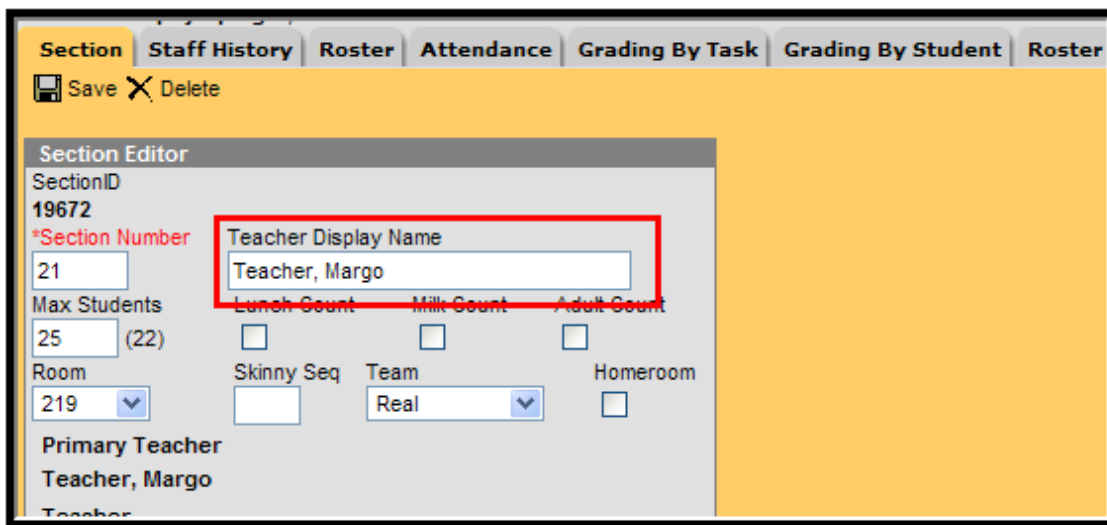 Section Staff History Roster Attendance Grading By Task Grading By Student Roster
Save Delete
Section Editor
SectionID
19672
*Section Number Teacher Display Name
21 Teacher, Margo
Max Students Lunch Count Milk Count Adult Count
25 (22)
Room Skinny Seq Team Homeroom
219 Real
Primary Teacher
Teacher, Margo
Teacher